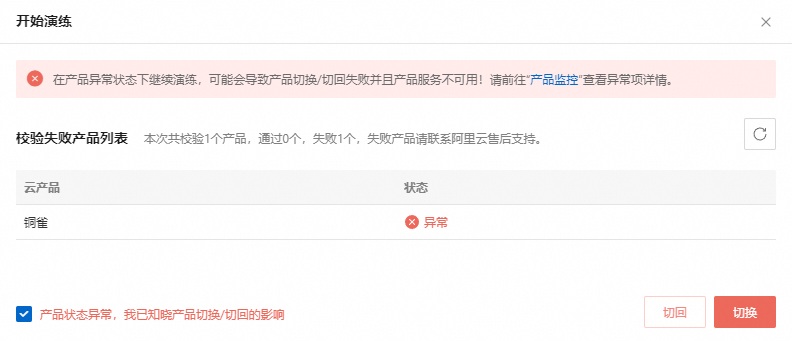 开始演练
在产品异常状态下继续演练，可能会导致产品切换/切回失败并且产品服务不可用！请前往“产品监控”查看异常项详情。
校验失败产品列表 本次共校验1个产品，通过0个，失败1个，失败产品请联系阿里云售后支持。
云产品 状态
铜雀 异常
产品状态异常，我已知晓产品切换/切回的影响 切回 切换